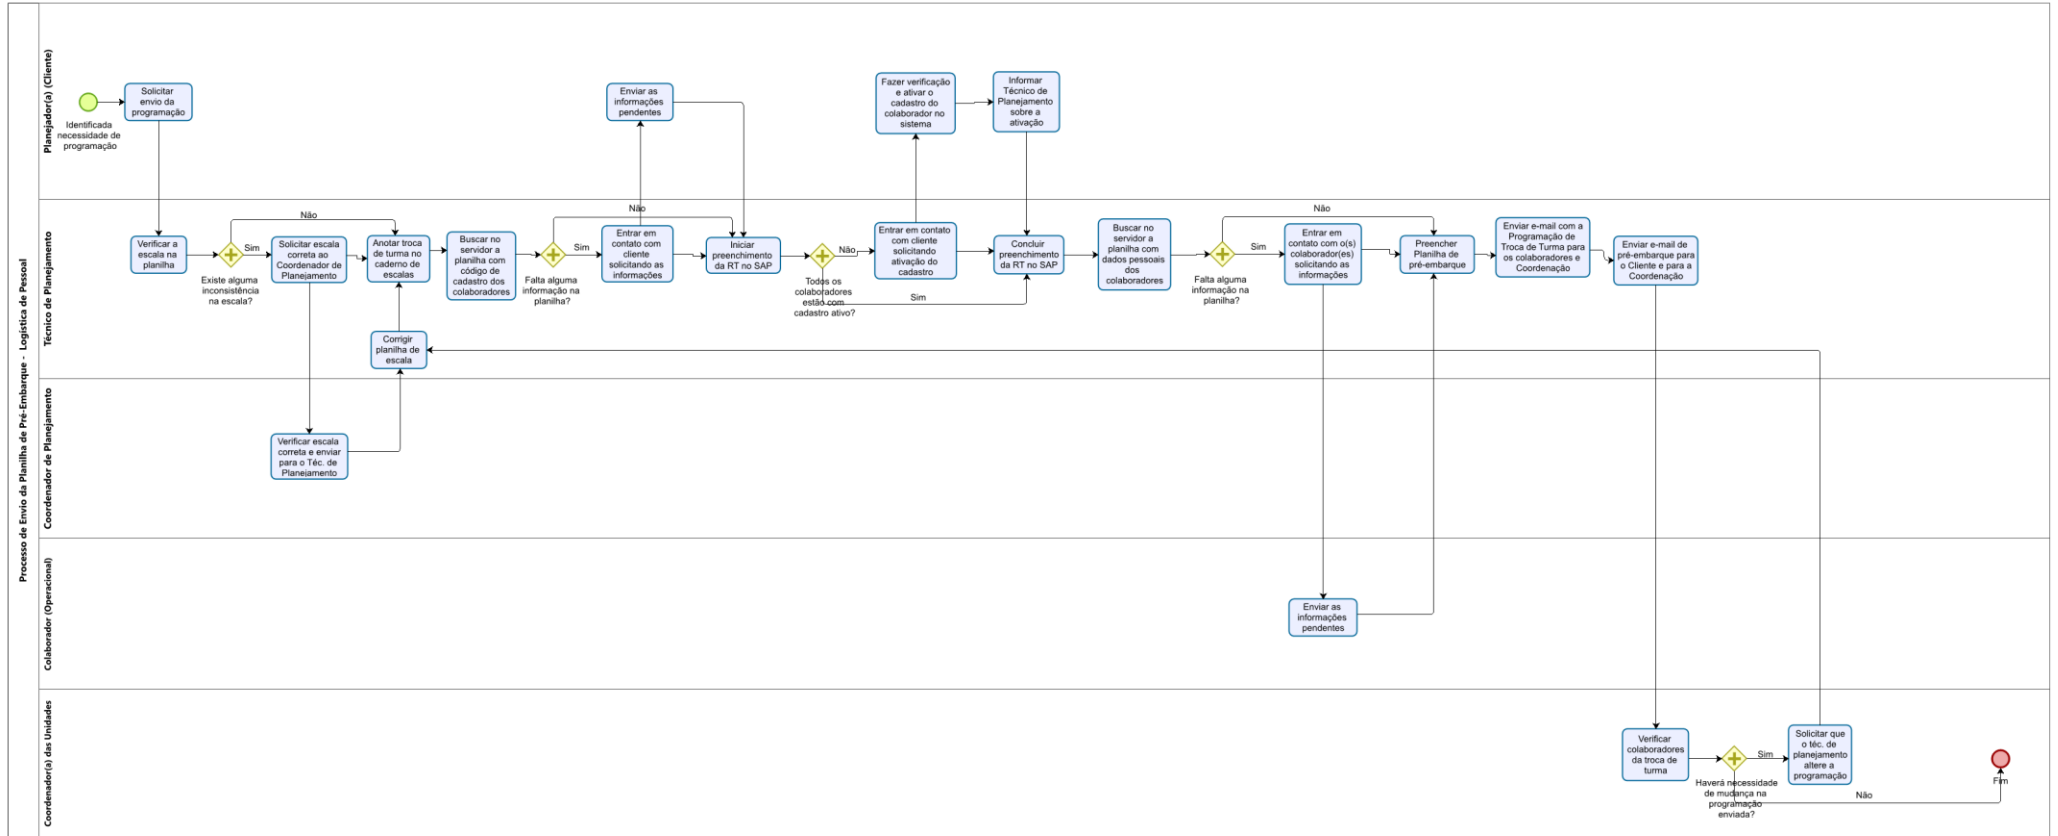 Processo de Envio da Planilha de Pré-Embarque - Logística de Pessoal
Planejador(a) (Cliente)
Identificada
necessidade de
programação
Solicitar
envio da
programação
Enviar as
informações
pendentes
Fazer verificação
e ativar o
cadastro do
colaborador no
sistema
Informar
Técnico de
Planejamento
sobre a
ativação
Técnico de Planejamento
Verificar a
escala na
planilha
Existe alguma
inconsistência
na escala?
Não
Sim
Solicitar escala
correta ao
Coordenador de
Planejamento
Anotar troca
de turma no
caderno de
escalas
Corrigir
planilha de
escala
Buscar no
servidor a
planilha com
código de
cadastro dos
colaboradores
Falta alguma
informação na
planilha?
Não
Sim
Entrar em
contato com
cliente
solicitando as
informações
Iniciar
preenchimento
da RT no SAP
Todos os
colaboradores
estão com
cadastro ativo?
Não
Sim
Entrar em contato
com cliente
solicitando
ativação do
cadastro
Concluir
preenchimento
da RT no SAP
Buscar no
servidor a
planilha com
dados pessoais
dos
colaboradores
Falta alguma
informação na
planilha?
Não
Sim
Entrar em
contato com o(s)
colaborador(es)
solicitando as
informações
Preencher
Planilha de
pré-embarque
Enviar e-mail com a
Programação de
Troca de Turma para
os colaboradores e
Coordenação
Enviar e-mail de
pré-embarque para
o Cliente e para a
Coordenação
Coordenador de Planejamento
Verificar escala
correta e enviar
para o Téc. de
Planejamento
Colaborador (Operacional)
Enviar as
informações
pendentes
Coordenador(a) das Unidades
Verificar
colaboradores
da troca de
turma
Haverá necessidade
de mudança na
programação
enviada?
Sim
Não
Solicitar que
o téc. de
planejamento
altere a
programação
Fim